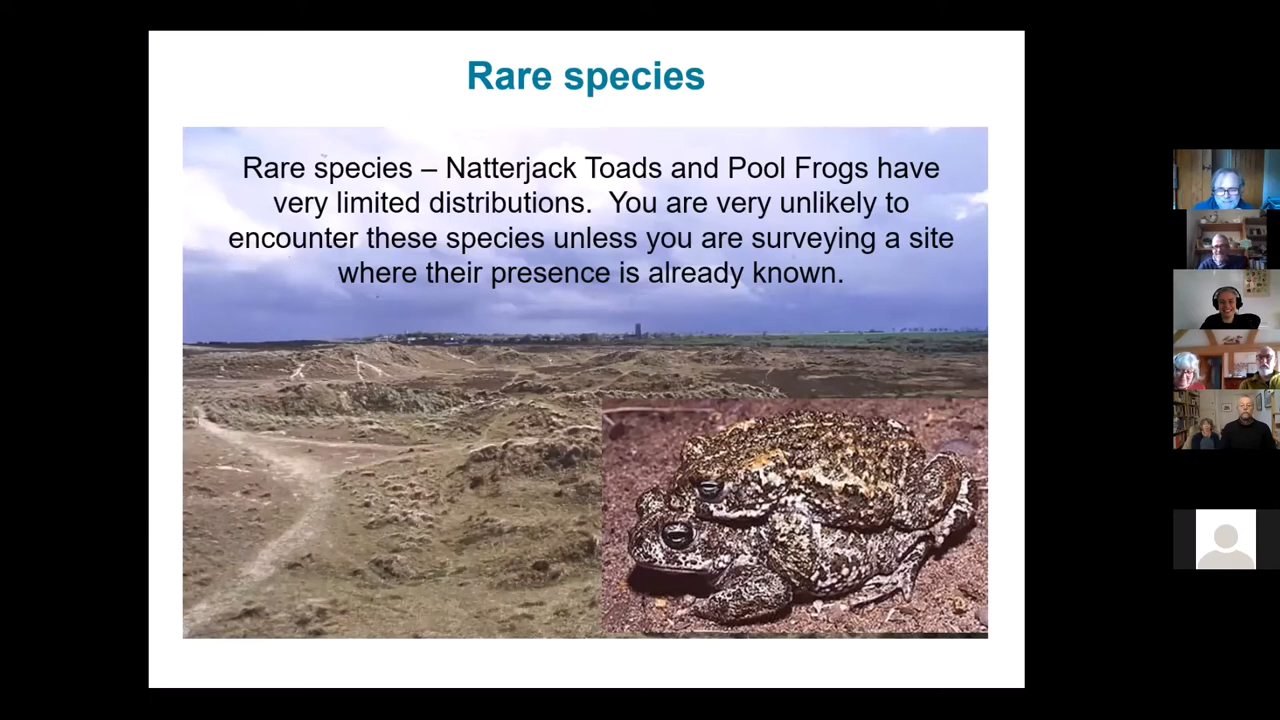 Rare species
Rare species – Natterjack Toads and Pool Frogs have
very limited distributions.  You are very unlikely to
encounter these species unless you are surveying a site
where their presence is already known.